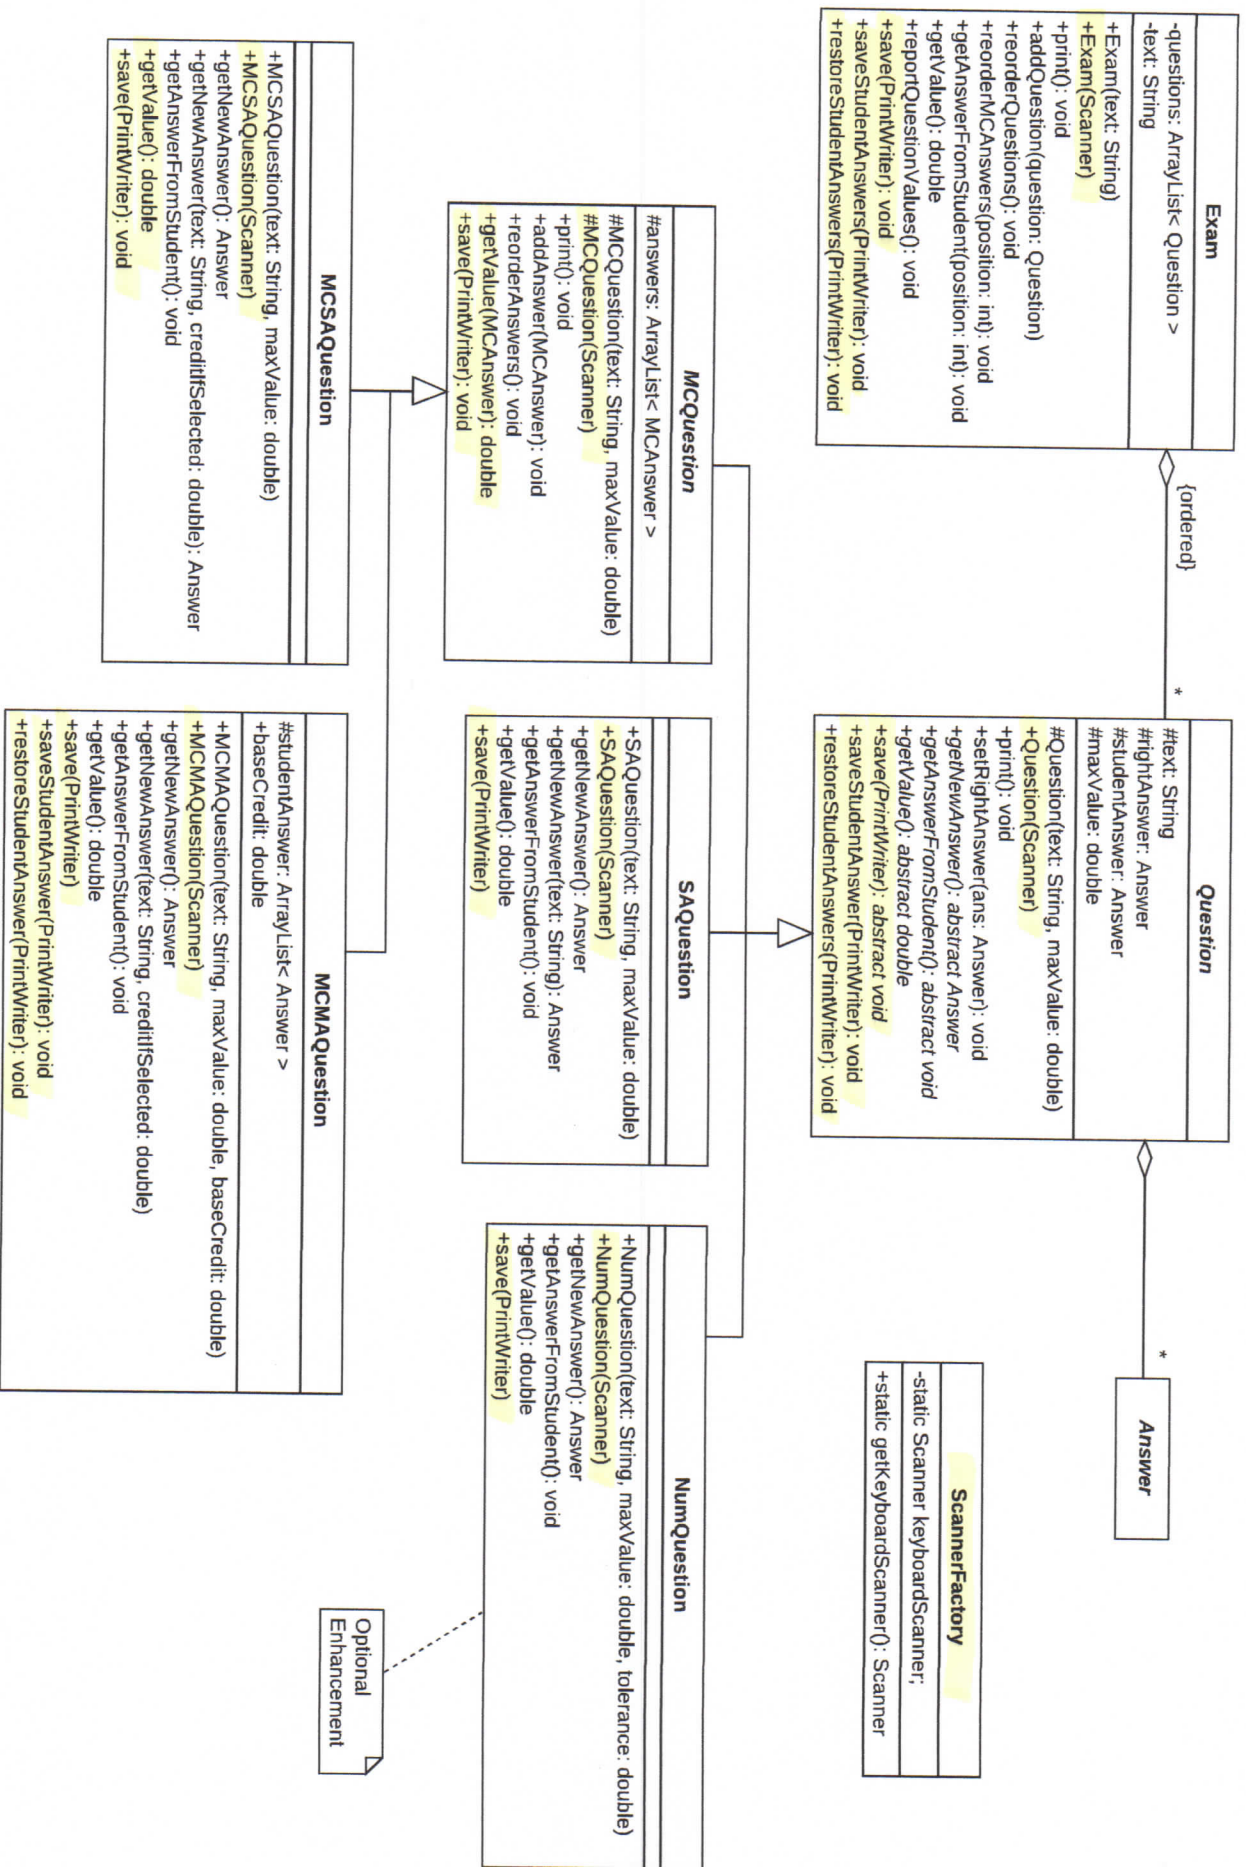 Exam
-questions: ArrayList< Question >
-text: String
+Exam(text: String)
+Exam(Scanner)
+print(): void
+addQuestion(question: Question)
+reorderQuestions(): void
+reorderMCAnswers(position: int): void
+getAnswerFromStudent(position: int): void
+getValue(): double
+reportQuestionValues(): void
+save(PrintWriter): void
+saveStudentAnswers(PrintWriter): void
+restoreStudentAnswers(PrintWriter): void
{ordered}
*
Question
#text: String
#rightAnswer: Answer
#studentAnswer: Answer
#maxValue: double
#Question(text: String, maxValue: double)
+Question(Scanner)
+print(): void
+setRightAnswer(ans: Answer): void
+getNewAnswer(): abstract Answer
+getAnswerFromStudent(): abstract void
+getValue(): abstract double
+save(PrintWriter): abstract void
+saveStudentAnswer(PrintWriter): void
+restoreStudentAnswers(PrintWriter): void
*
Answer
ScannerFactory
-static Scanner keyboardScanner;
+static getKeyboardScanner(): Scanner
MCQuestion
#answers: ArrayList< MCAnswer >
#MCQuestion(text: String, maxValue: double)
#MCQuestion(Scanner)
+print(): void
+addAnswer(MCAnswer): void
+reorderAnswers(): void
+getValue(MCAnswer): double
+save(PrintWriter): void
SAQuestion
+SAQuestion(text: String, maxValue: double)
+SAQuestion(Scanner)
+getNewAnswer(): Answer
+getNewAnswer(text: String): Answer
+getAnswerFromStudent(): void
+getValue(): double
+save(PrintWriter)
NumQuestion
+NumQuestion(text: String, maxValue: double, tolerance: double)
+NumQuestion(Scanner)
+getNewAnswer(): Answer
+getAnswerFromStudent(): void
+getValue(): double
+save(PrintWriter)
Optional
Enhancement
MCSAQuestion
+MCSAQuestion(text: String, maxValue: double)
+MCSAQuestion(Scanner)
+getNewAnswer(): Answer
+getNewAnswer(text: String, creditIfSelected: double): Answer
+getAnswerFromStudent(): void
+getValue(): double
+save(PrintWriter): void
MCMAQuestion
#studentAnswer: ArrayList< Answer >
+baseCredit: double
+MCMAQuestion(text: String, maxValue: double, baseCredit: double)
+MCMAQuestion(Scanner)
+getNewAnswer(): Answer
+getNewAnswer(text: String, creditIfSelected: double)
+getAnswerFromStudent(): void
+getValue(): double
+save(PrintWriter)
+saveStudentAnswer(PrintWriter): void
+restoreStudentAnswer(PrintWriter): void